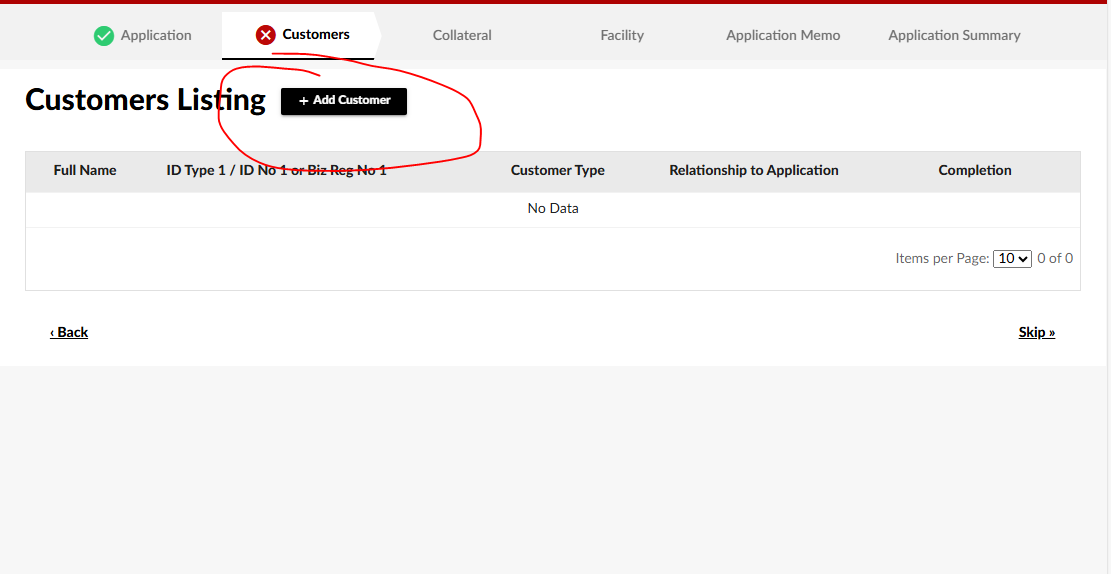 Application Customers Collateral Facility Application Memo Application Summary
Customers Listing + Add Customer
Full Name ID Type 1 / ID No 1 or Biz Reg No 1 Customer Type Relationship to Application Completion
No Data
Items per Page: 10 0 of 0
‹ Back Skip »